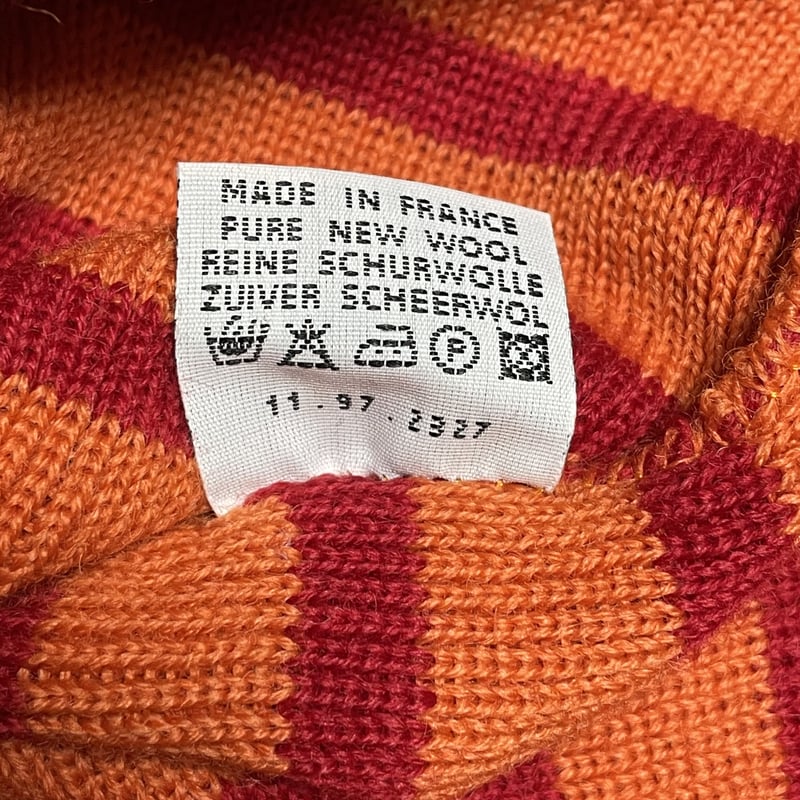 MADE IN FRANCE
PURE NEW WOOL
REINE SCHURWOLLE
ZUIVER SCHEERWOL
P
11.97.2327